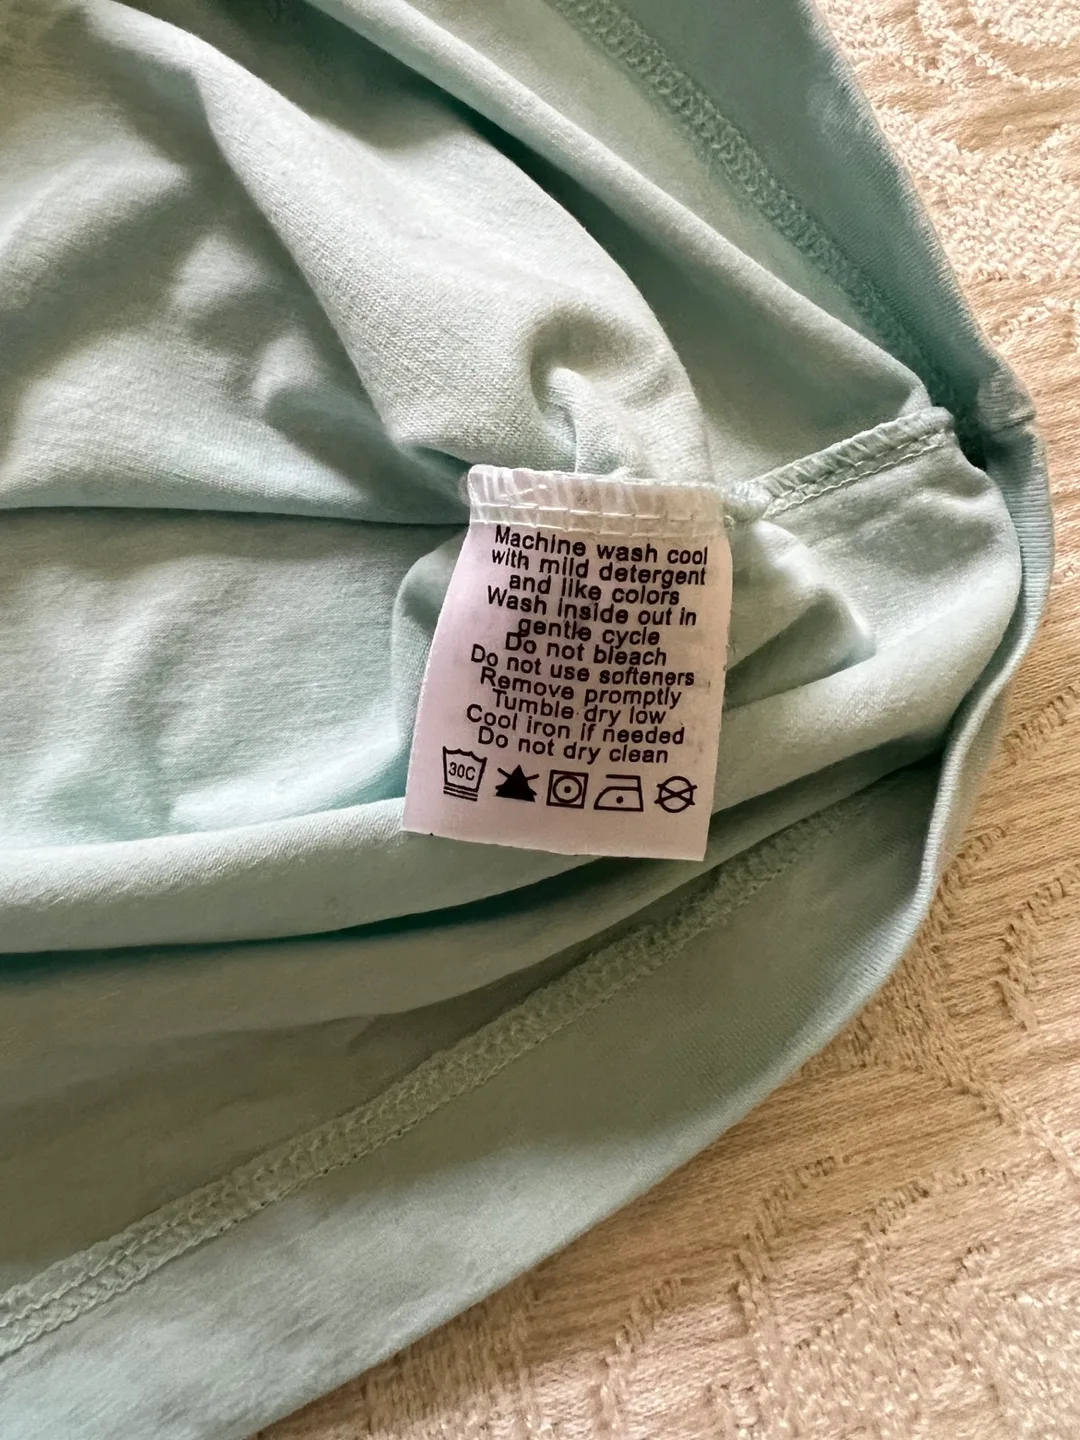 Machine wash cool
with mild detergent
and like colors
Wash inside out in
gentle cycle
Do not bleach
Do not use softeners
Remove promptly
Tumble dry low
Cool iron if needed
Do not dry clean
30C